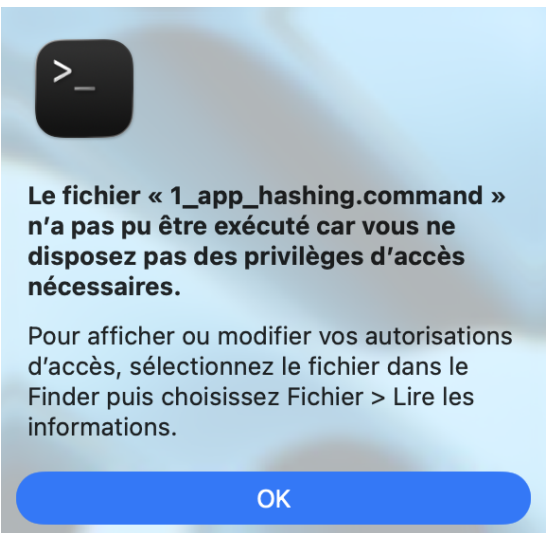 >_
Le fichier « 1_app_hashing.command »
n’a pas pu être exécuté car vous ne
disposez pas des privilèges d’accès
nécessaires.
Pour afficher ou modifier vos autorisations
d’accès, sélectionnez le fichier dans le
Finder puis choisissez Fichier > Lire les
informations.
OK